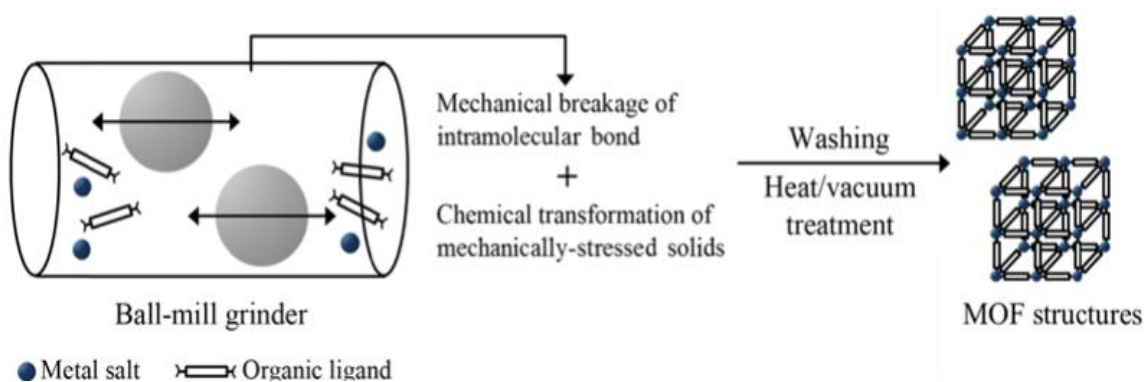 Mechanical breakage of
intramolecular bond
+
Chemical transformation of
mechanically-stressed solids
Washing
Heat/vacuum
treatment
Ball-mill grinder
MOF structures
Metal salt
Organic ligand